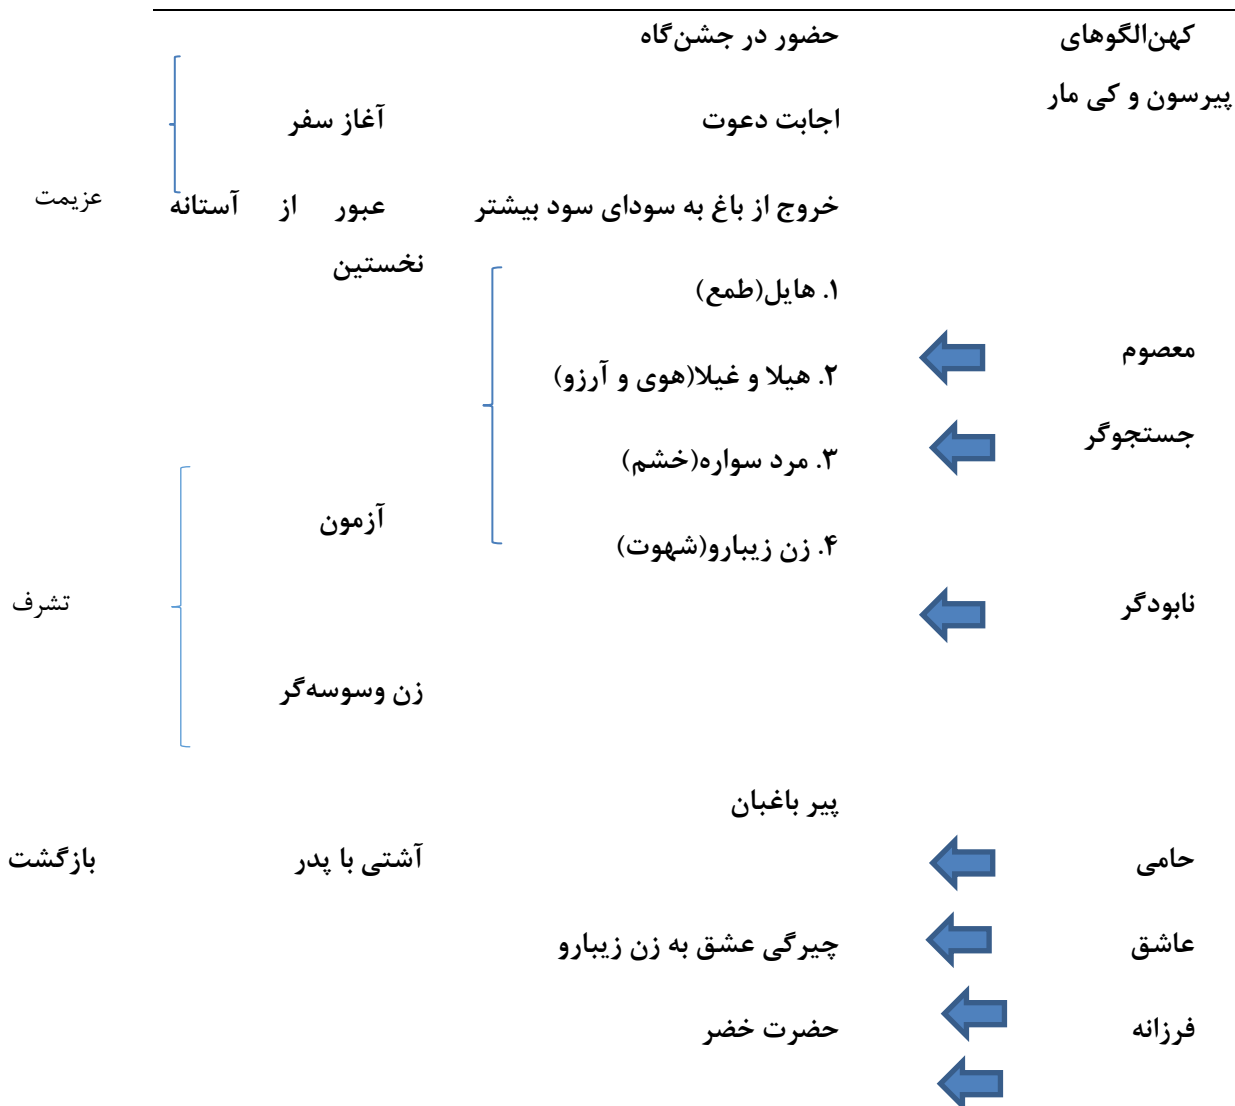 کهن‌الگوهای
پیرسون و کی مار
حضور در جشن‌گاه
اجابت دعوت
آغاز سفر
خروج از باغ به سودای سود بیشتر
عبور از آستانه
نخستین
عزیمت
۱. هایل(طمع)
معصوم
۲. هیلا و غیلا(هوی و آرزو)
جستجوگر
۳. مرد سواره(خشم)
آزمون
۴. زن زیبارو(شهوت)
نابودگر
تشرف
زن وسوسه‌گر
پیر باغبان
حامی
آشتی با پدر
بازگشت
عاشق
چیرگی عشق به زن زیبارو
فرزانه
حضرت خضر